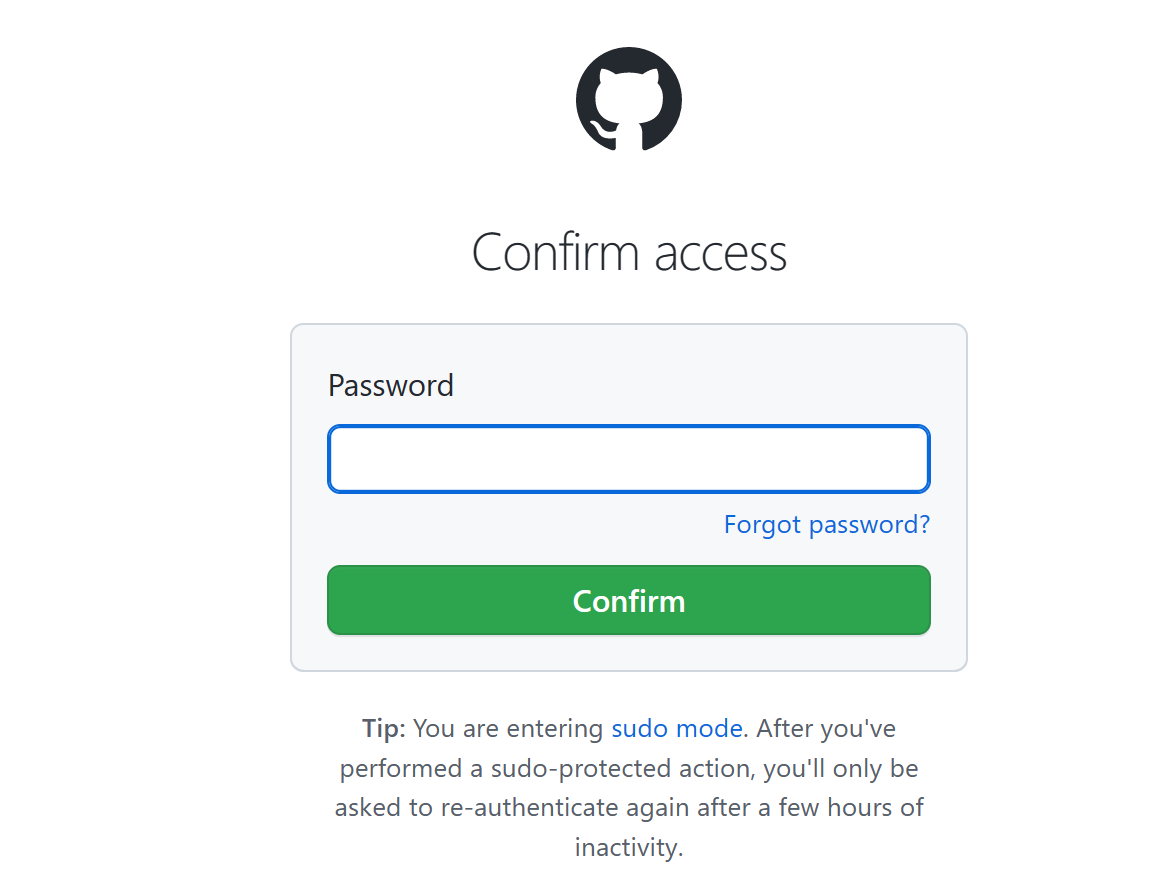 Confirm access
Password
Forgot password?
Confirm
Tip: You are entering sudo mode. After you've
performed a sudo-protected action, you'll only be
asked to re-authenticate again after a few hours of
inactivity.